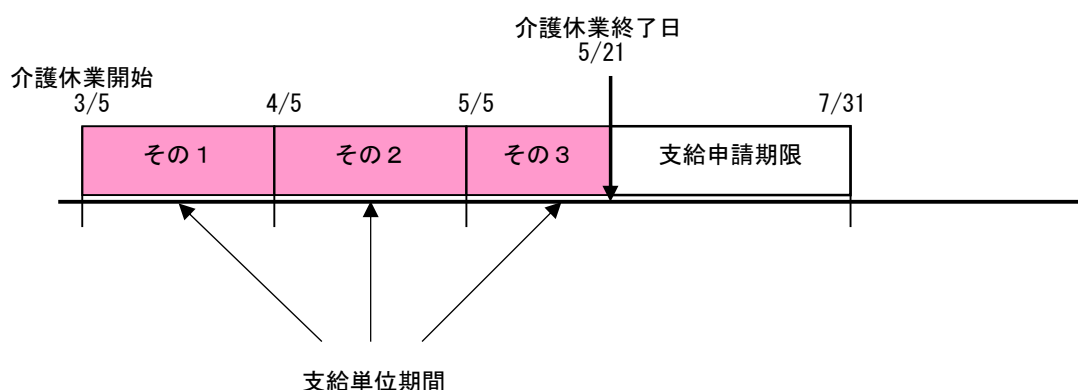 介護休業終了日
5/21
介護休業開始
3/5
4/5
5/5
7/31
その１
その２
その３
支給申請期限
支給単位期間